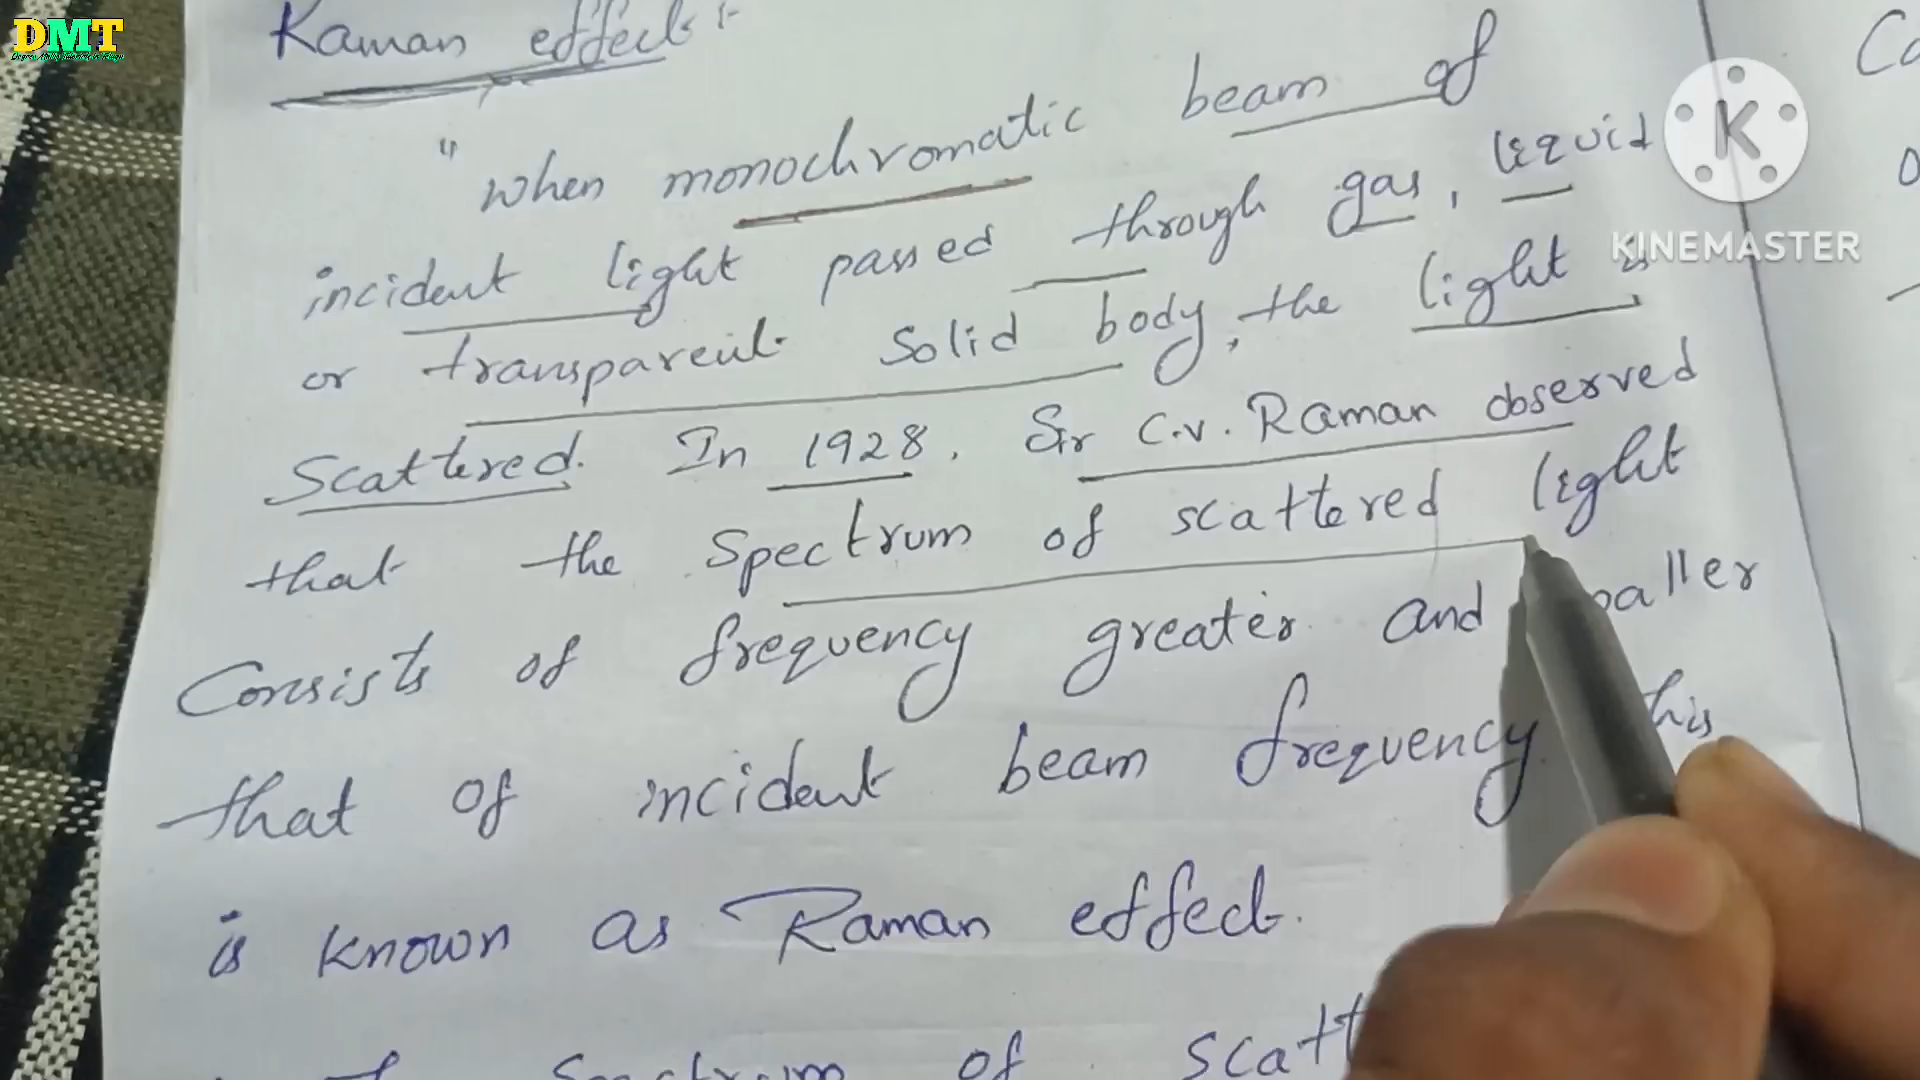 DMT
Raman effect :-
"When monochromatic beam of
incident light passed through gas, liquid
or transparent solid body, the light is
Scattered. In 1928, Sir C.V. Raman observed
that the spectrum of scattered light
Consists of frequency greater and
that of incident beam frequency
is known as Raman effect.
Spectrum of scatt
K
KINEMASTER